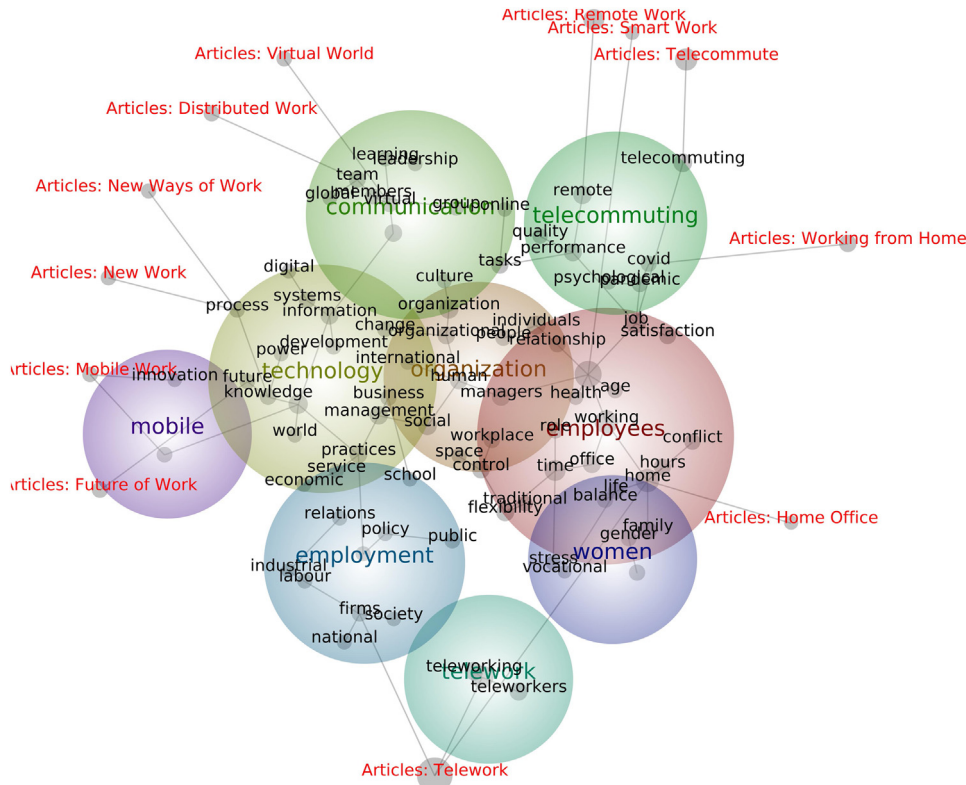 Articles: Remote Work
Articles: Smart Work
Articles: Virtual World
Articles: Telecommute
Articles: Distributed Work
learning
leadership
telecommuting
team
Articles: New Ways of Work
members
remote
global
virtual
group
online
communication
telecommuting
quality
Articles: Working from Home
performance
tasks
covid
digital
Articles: New Work
culture
psychological
pandemic
systems
process
information
organization
job
individuals
change
organizational
people
satisfaction
development
relationship
power
international
Articles: Mobile Work
technology
organization
innovation
future
human
age
knowledge
business
managers
health
management
working
mobile
world
social
role
employees
workplace
conflict
practices
space
service
control
time
office
hours
economic
school
home
Articles: Future of Work
life
traditional
balance
flexibility
relations
Articles: Home Office
policy
family
public
gender
employment
women
industrial
stress
labour
vocational
firms
society
national
teleworking
telework
teleworkers
Articles: Telework